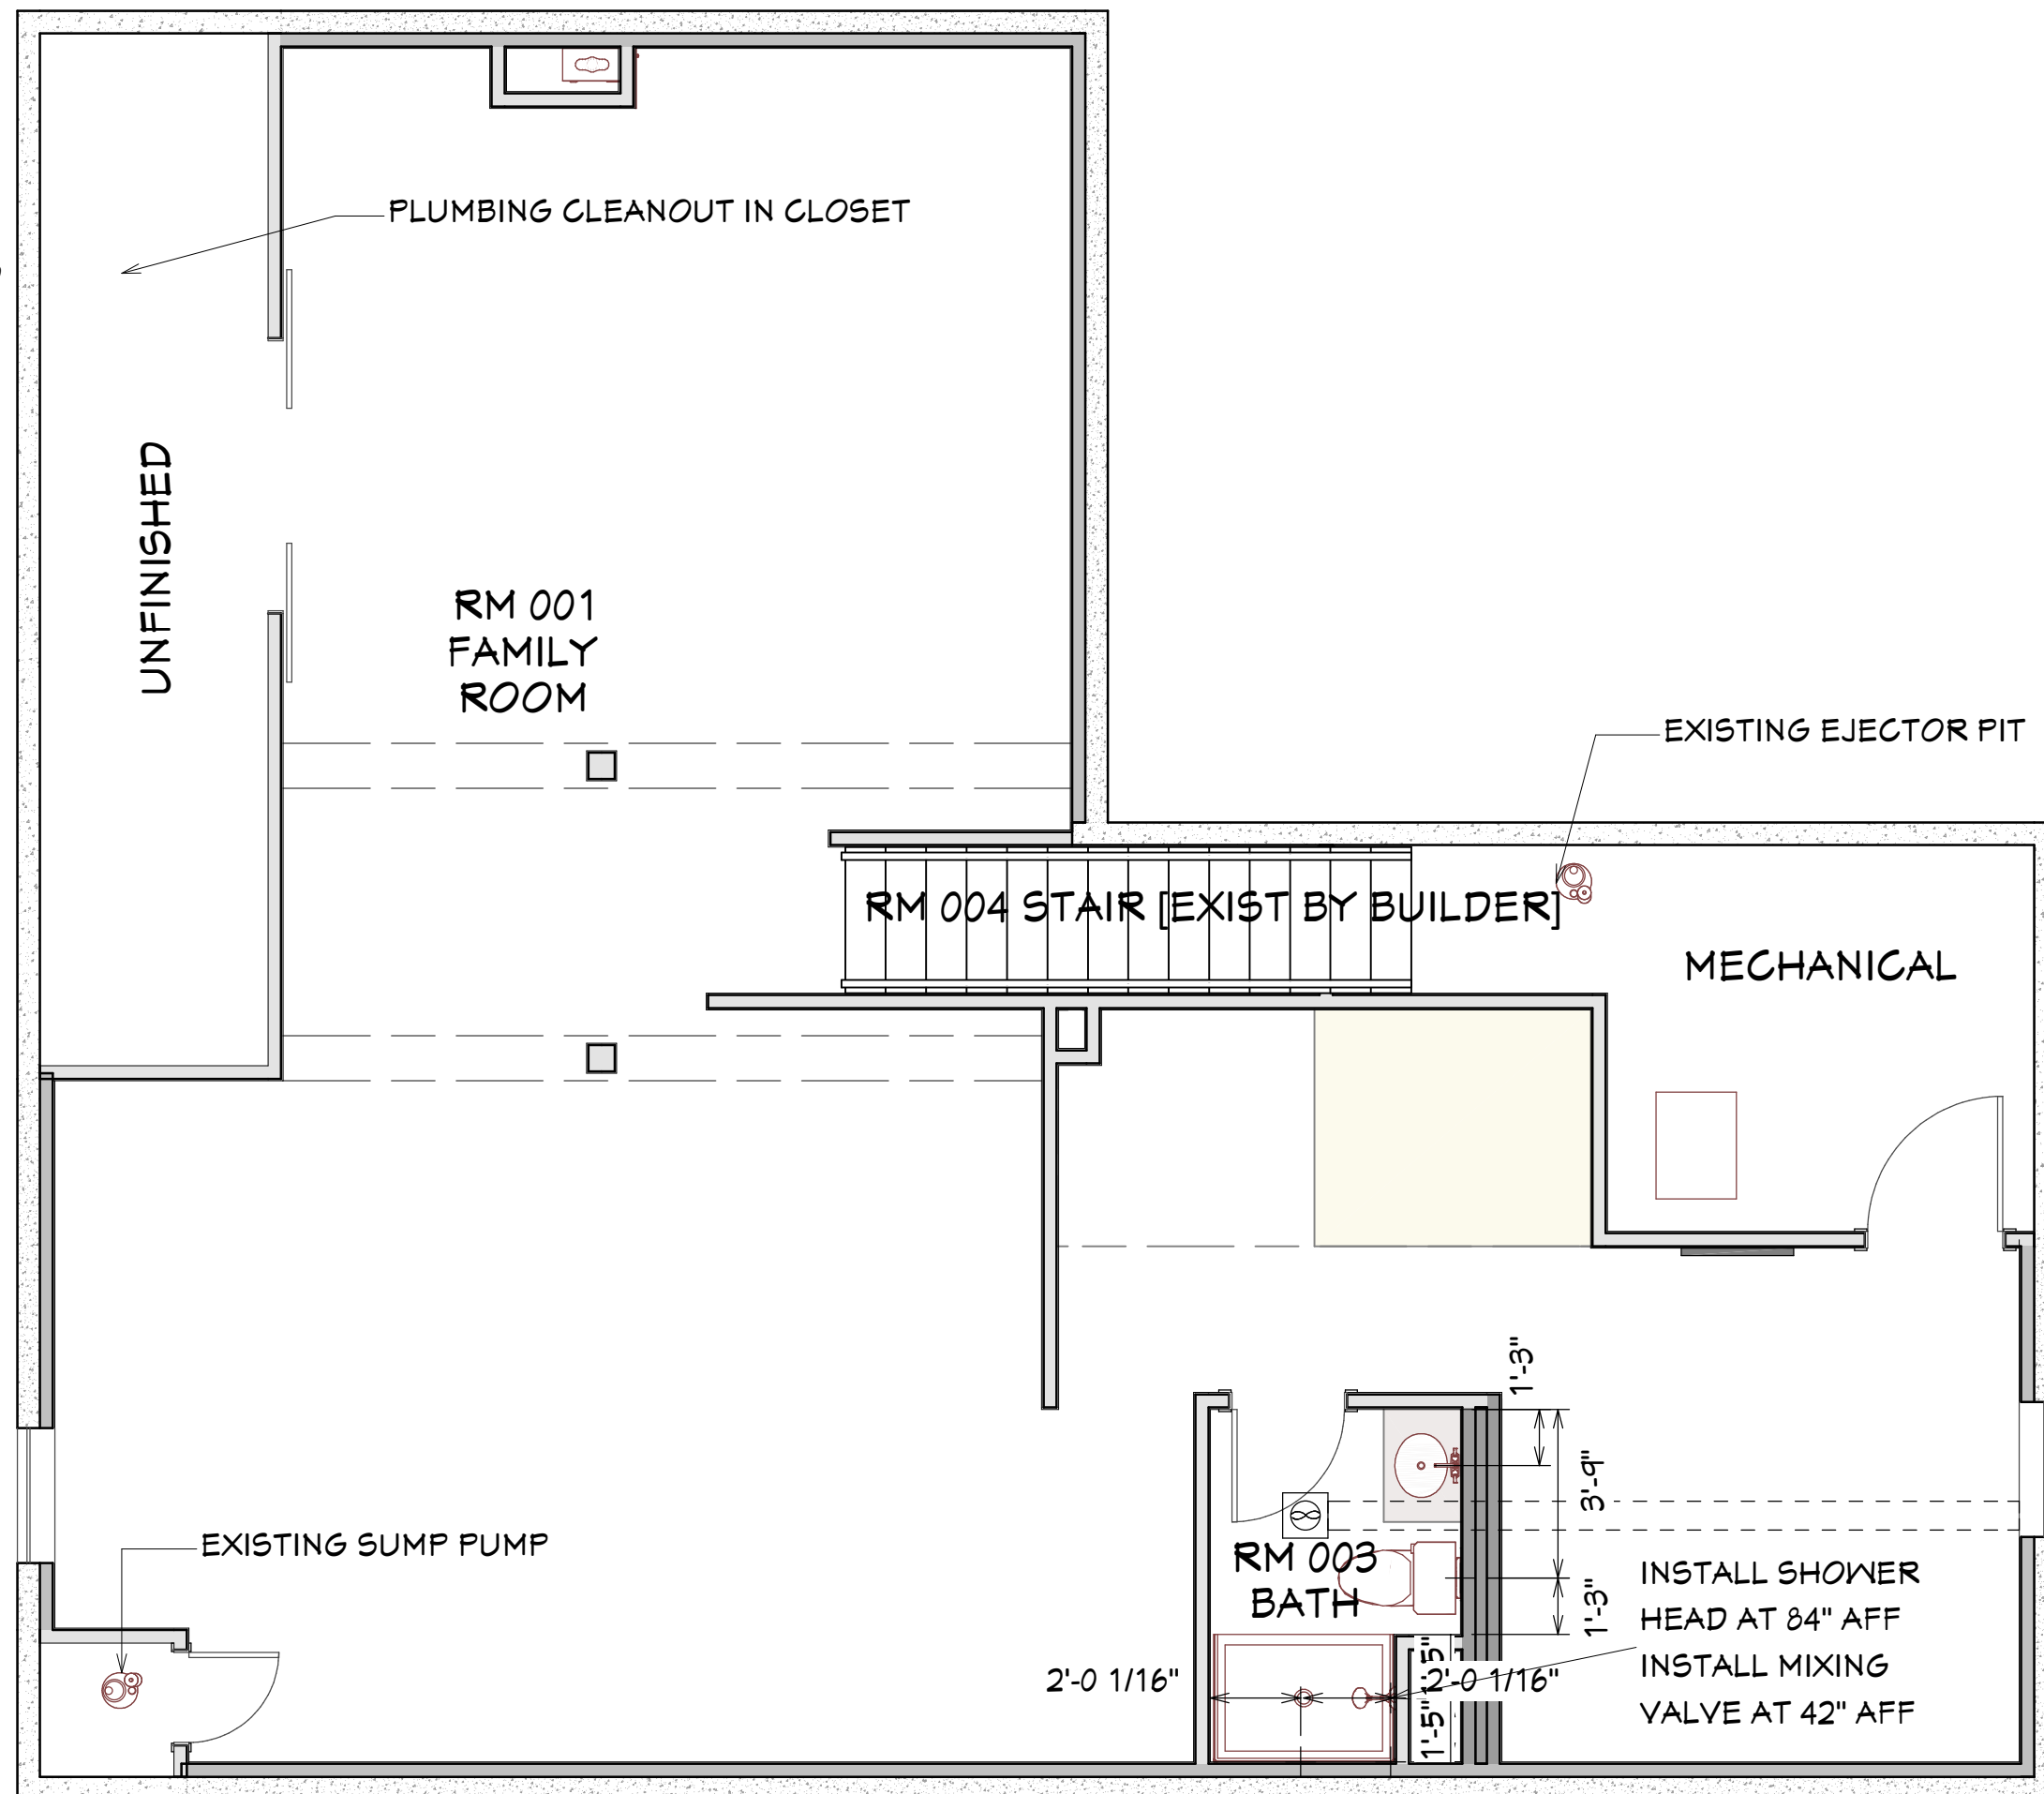 PLUMBING CLEANOUT IN CLOSET
UNFINISHED
RM 001
FAMILY
ROOM
EXISTING EJECTOR PIT
RM 004 STAIR [EXIST BY BUILDER]
MECHANICAL
1'-3"
3'-9"
EXISTING SUMP PUMP
RM 003
BATH
1'-3"
INSTALL SHOWER
HEAD AT 84" AFF
INSTALL MIXING
VALVE AT 42" AFF
2'-0 1/16"
2'-0 1/16"
1'-5"